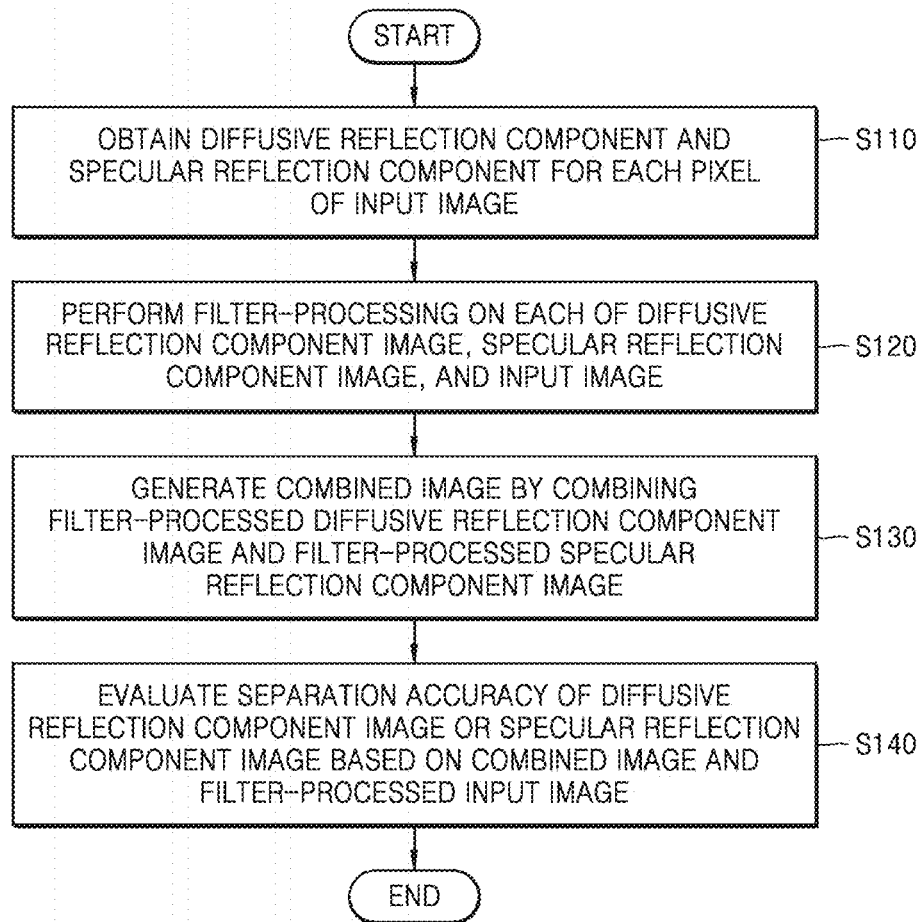 START
OBTAIN DIFFUSIVE REFLECTION COMPONENT AND
SPECULAR REFLECTION COMPONENT FOR EACH PIXEL
OF INPUT IMAGE
S110
PERFORM FILTER-PROCESSING ON EACH OF DIFFUSIVE
REFLECTION COMPONENT IMAGE, SPECULAR REFLECTION
COMPONENT IMAGE, AND INPUT IMAGE
S120
GENERATE COMBINED IMAGE BY COMBINING
FILTER-PROCESSED DIFFUSIVE REFLECTION COMPONENT
IMAGE AND FILTER-PROCESSED SPECULAR
REFLECTION COMPONENT IMAGE
S130
EVALUATE SEPARATION ACCURACY OF DIFFUSIVE
REFLECTION COMPONENT IMAGE OR SPECULAR REFLECTION
COMPONENT IMAGE BASED ON COMBINED IMAGE AND
FILTER-PROCESSED INPUT IMAGE
S140
END